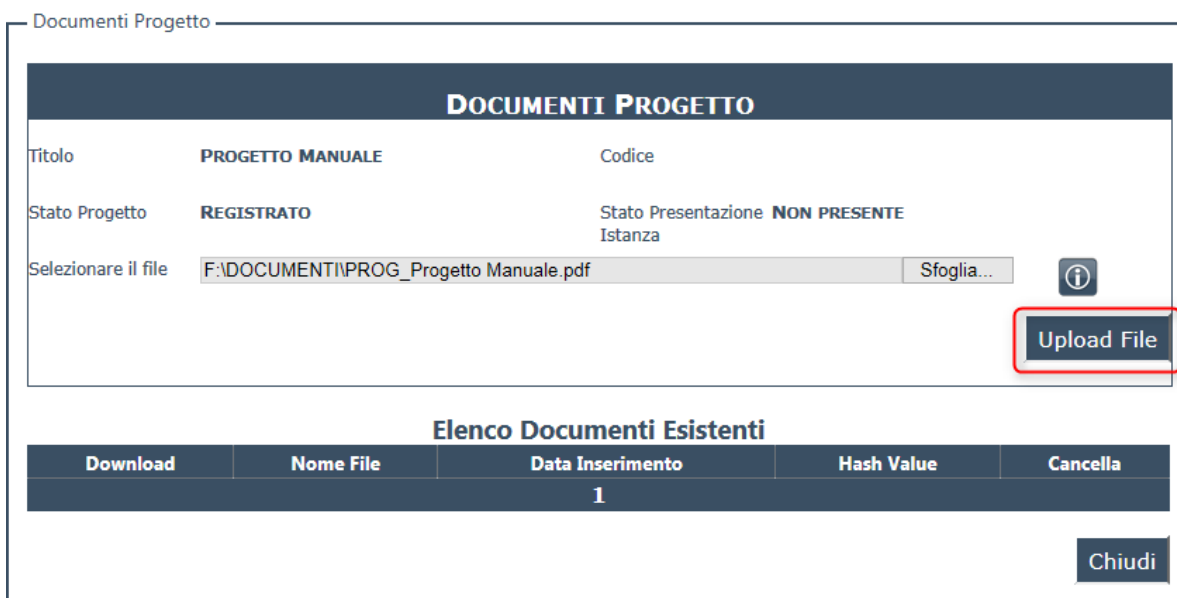 Documenti Progetto
DOCUMENTI PROGETTO
Titolo PROGETTO MANUALE Codice
Stato Progetto REGISTRATO Stato Presentazione NON PRESENTE
Istanza
Selezionare il file F:\DOCUMENTI\PROG_Progetto Manuale.pdf Sfoglia...
Upload File
Elenco Documenti Esistenti
Download Nome File Data Inserimento Hash Value Cancella
1
Chiudi